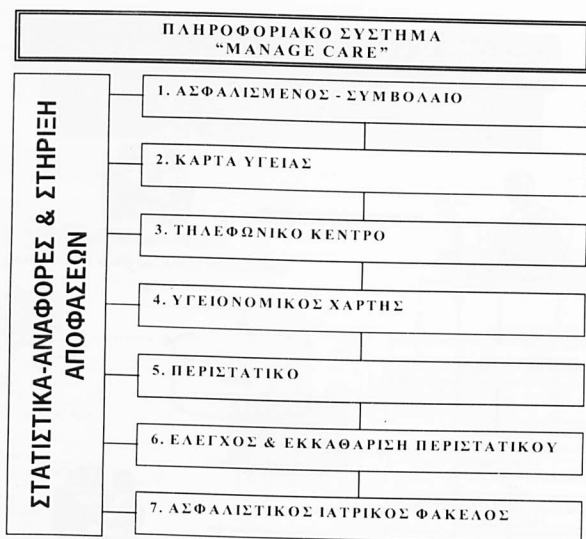 ΠΛΗΡΟΦΟΡΙΑΚΟ ΣΥΣΤΗΜΑ
“MANAGE CARE”
ΣΤΑΤΙΣΤΙΚΑ-ΑΝΑΦΟΡΕΣ & ΣΤΗΡΙΞΗ
ΑΠΟΦΑΣΕΩΝ
1. ΑΣΦΑΛΙΣΜΕΝΟΣ - ΣΥΜΒΟΛΑΙΟ
2. ΚΑΡΤΑ ΥΓΕΙΑΣ
3. ΤΗΛΕΦΩΝΙΚΟ ΚΕΝΤΡΟ
4. ΥΓΕΙΟΝΟΜΙΚΟΣ ΧΑΡΤΗΣ
5. ΠΕΡΙΣΤΑΤΙΚΟ
6. ΕΛΕΓΧΟΣ & ΕΚΚΑΘΑΡΙΣΗ ΠΕΡΙΣΤΑΤΙΚΟΥ
7. ΑΣΦΑΛΙΣΤΙΚΟΣ ΙΑΤΡΙΚΟΣ ΦΑΚΕΛΟΣ